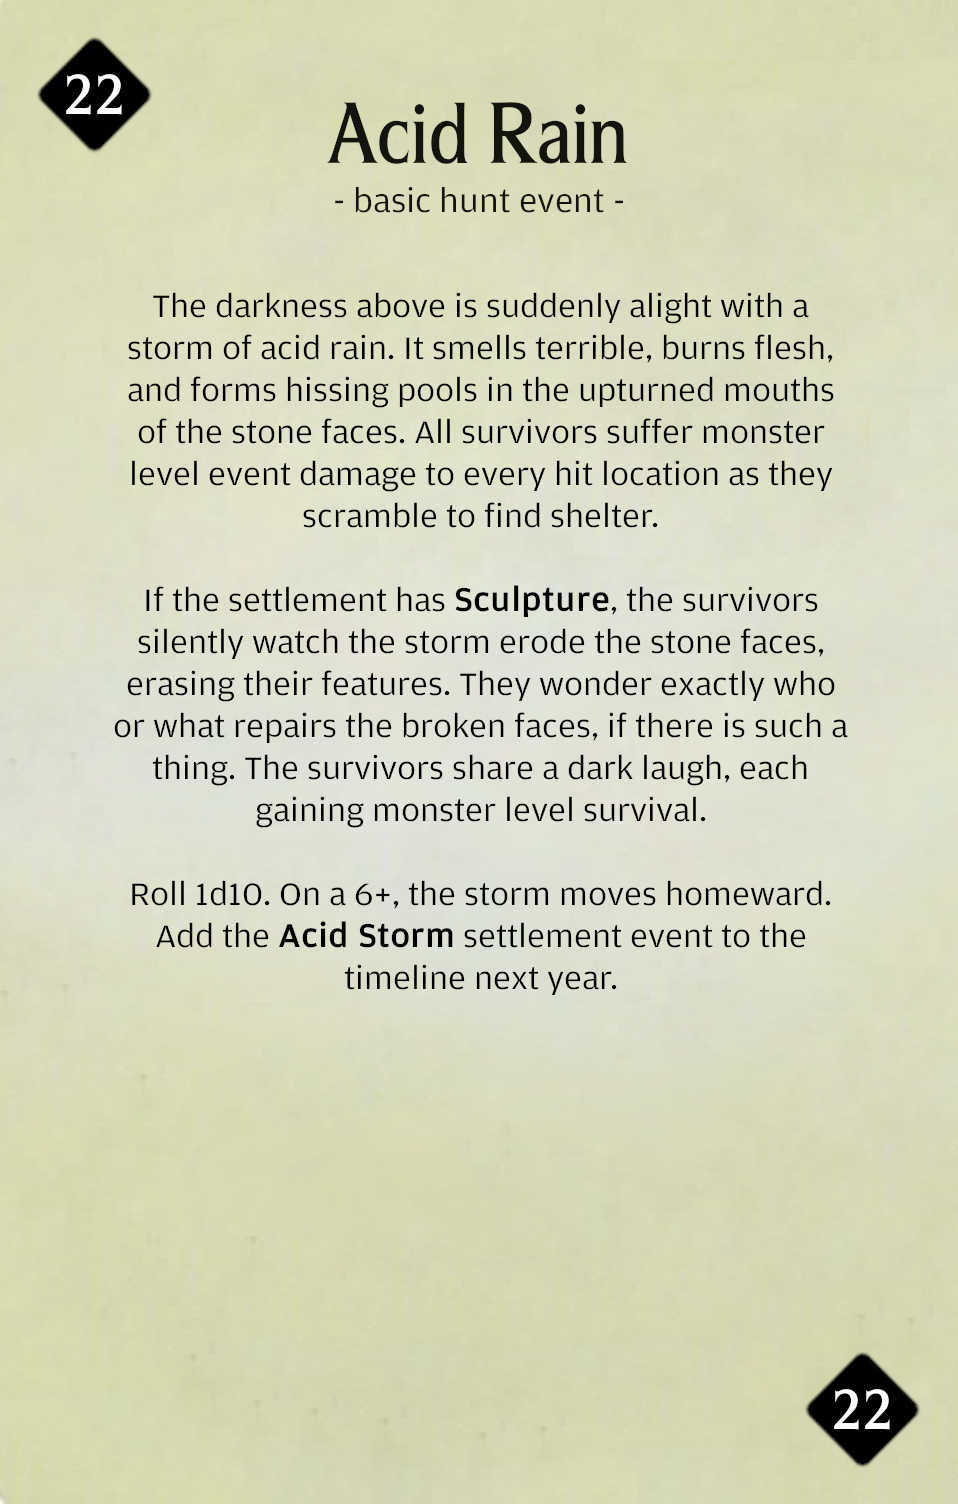 22
Acid Rain
- basic hunt event -
The darkness above is suddenly alight with a
storm of acid rain. It smells terrible, burns flesh,
and forms hissing pools in the upturned mouths
of the stone faces. All survivors suffer monster
level event damage to every hit location as they
scramble to find shelter.
If the settlement has Sculpture, the survivors
silently watch the storm erode the stone faces,
erasing their features. They wonder exactly who
or what repairs the broken faces, if there is such a
thing. The survivors share a dark laugh, each
gaining monster level survival.
Roll 1d10. On a 6+, the storm moves homeward.
Add the Acid Storm settlement event to the
timeline next year.
22